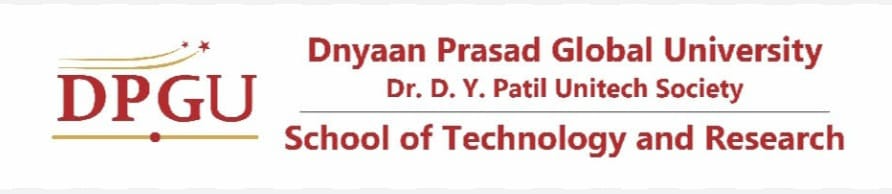 DPGU
Dnyaan Prasad Global University
Dr. D. Y. Patil Unitech Society
School of Technology and Research